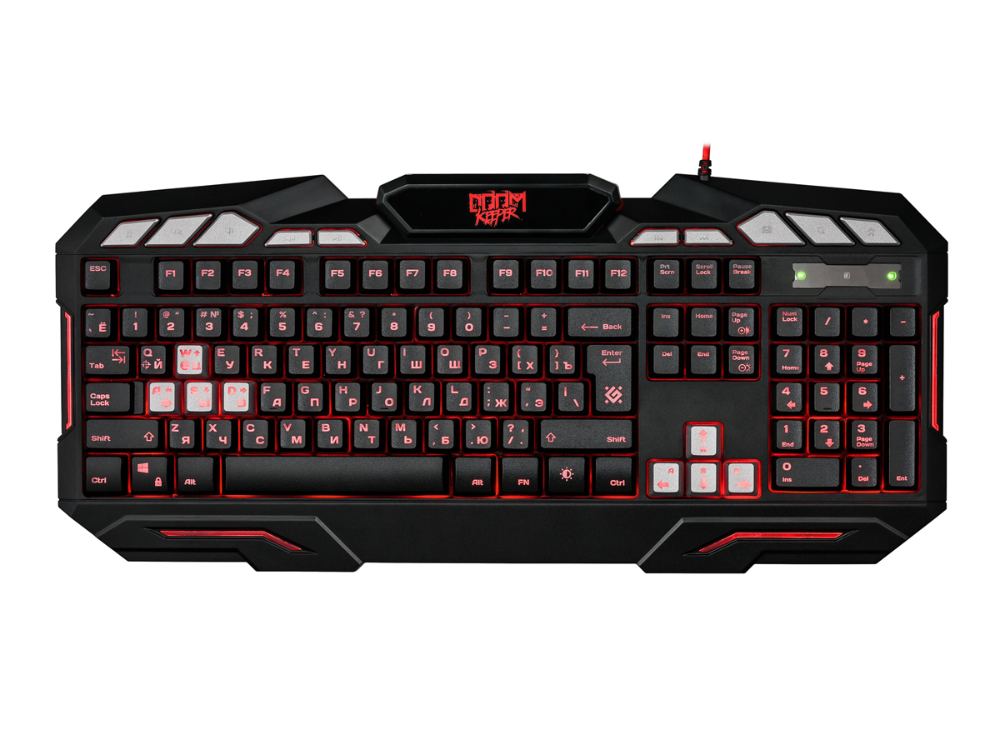 DOOM
KEEPER
ESC F1 F2 F3 F4 F5 F6 F7 F8 F9 F10 F11 F12 Prt Scrn Scroll Lock Pause Break
~ Ё ! 1 @ " 2 # № 3 $ ; 4 % 5 ^ : 6 & ? 7 * 8 ( 9 ) 0 _ - + = Back Ins Home Page Up Num Lock / * -
Tab Q Й W Ц E У R К T Е Y Н U Г I Ш O Щ P З { [ Х } ] Ъ Enter Del End Page Down 7 Home 8 9 Page Up +
Caps Lock A Ф S Ы D В F А G П H Р J О K Л L Д : ; Ж " ' Э | \ 4 5 6
Shift Z Я X Ч C С V М B И N Т M Ь < , Б > . Ю ? / . , Shift W 1 End 2 3 Page Down
Ctrl Alt Alt FN Ctrl A S D 0 Ins . Del Ent